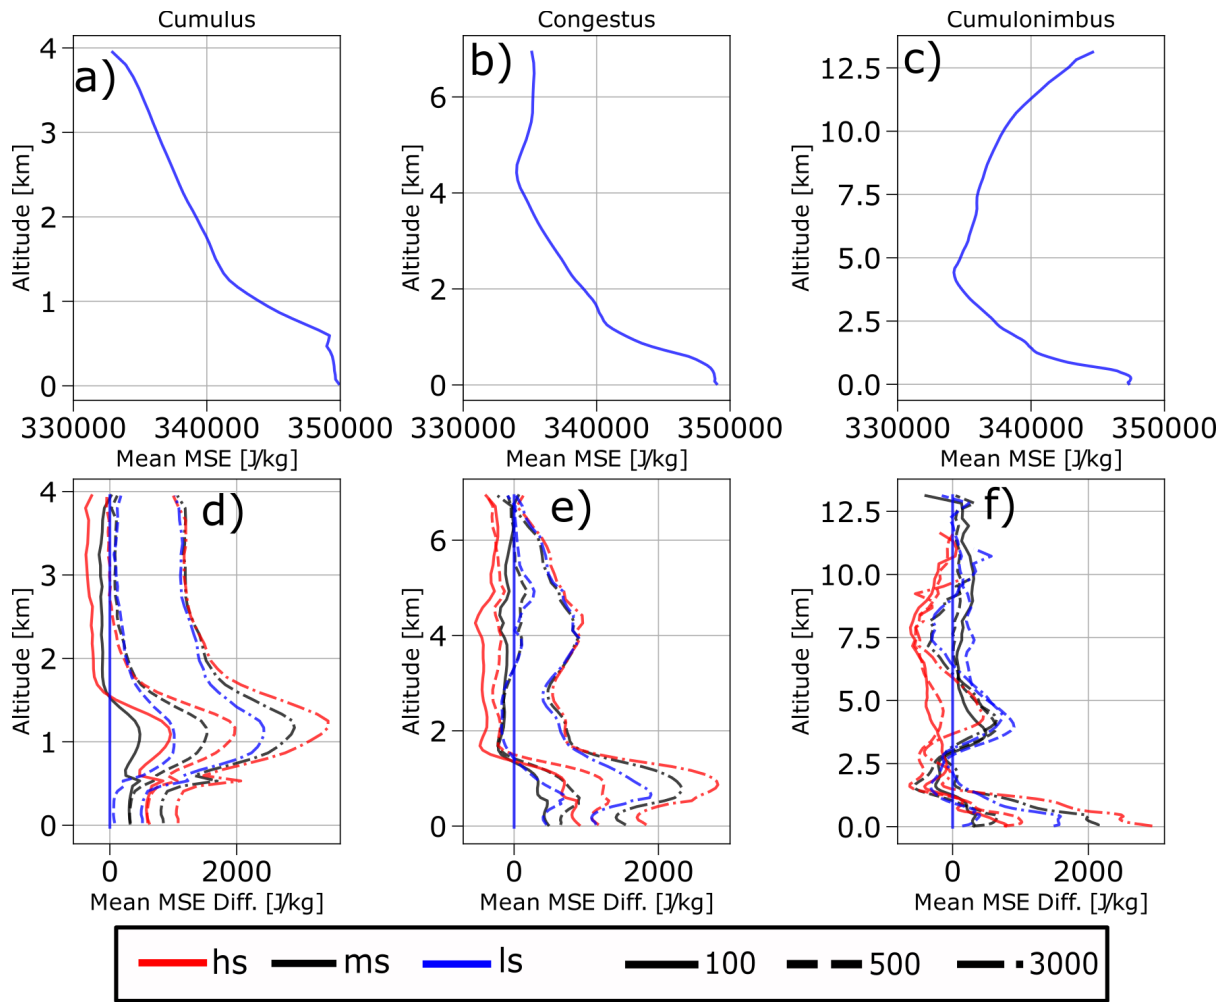 Cumulus
Congestus
Cumulonimbus
a)
b)
c)
Altitude [km]
4
3
2
1
0
330000 340000 350000
Mean MSE [J/kg]
Altitude [km]
6
4
2
0
330000 340000 350000
Mean MSE [J/kg]
Altitude [km]
12.5
10.0
7.5
5.0
2.5
0.0
330000 340000 350000
Mean MSE [J/kg]
d)
e)
f)
Altitude [km]
4
3
2
1
0
0 2000
Mean MSE Diff. [J/kg]
Altitude [km]
6
4
2
0
0 2000
Mean MSE Diff. [J/kg]
Altitude [km]
12.5
10.0
7.5
5.0
2.5
0.0
0 2000
Mean MSE Diff. [J/kg]
hs ms ls 100 500 3000